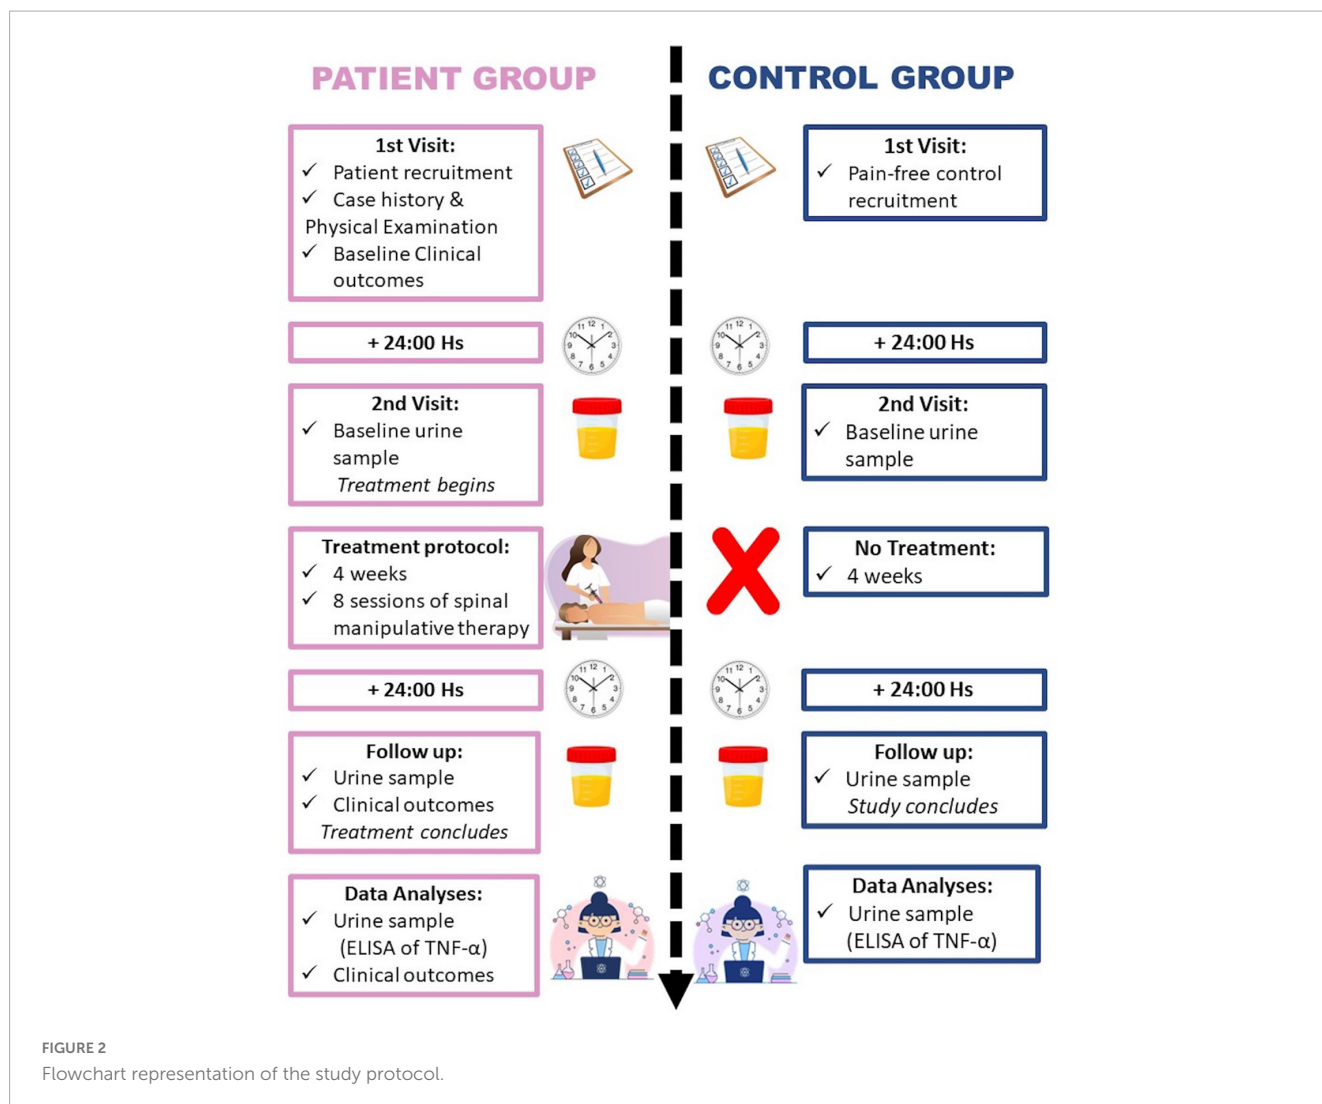 PATIENT GROUP
1st Visit:
✓ Patient recruitment
✓ Case history &
Physical Examination
✓ Baseline Clinical
outcomes
+ 24:00 Hs
2nd Visit:
✓ Baseline urine
sample
Treatment begins
Treatment protocol:
✓ 4 weeks
✓ 8 sessions of spinal
manipulative therapy
+ 24:00 Hs
Follow up:
✓ Urine sample
✓ Clinical outcomes
Treatment concludes
Data Analyses:
✓ Urine sample
(ELISA of TNF-α)
✓ Clinical outcomes
CONTROL GROUP
1st Visit:
✓ Pain-free control
recruitment
+ 24:00 Hs
2nd Visit:
✓ Baseline urine
sample
No Treatment:
✓ 4 weeks
+ 24:00 Hs
Follow up:
✓ Urine sample
Study concludes
Data Analyses:
✓ Urine sample
(ELISA of TNF-α)
FIGURE 2
Flowchart representation of the study protocol.